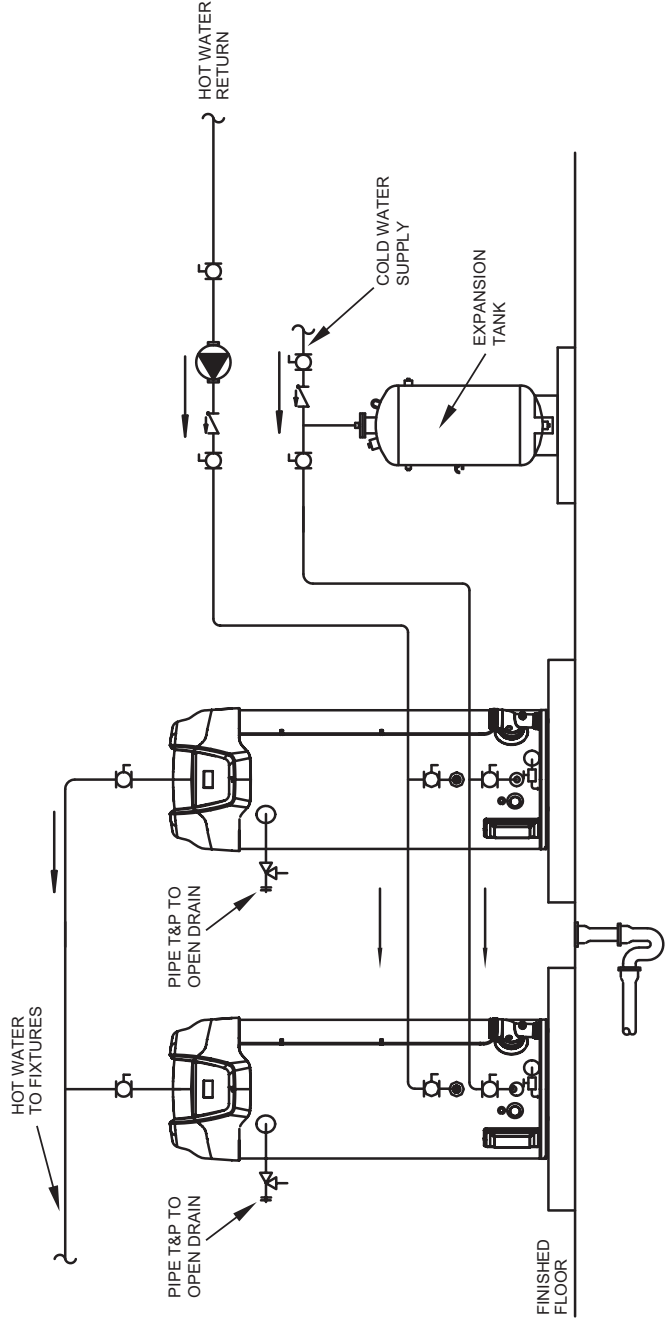 HOT WATER
TO FIXTURES
HOT WATER
RETURN
PIPE T&P TO
OPEN DRAIN
PIPE T&P TO
OPEN DRAIN
COLD WATER
SUPPLY
EXPANSION
TANK
FINISHED
FLOOR